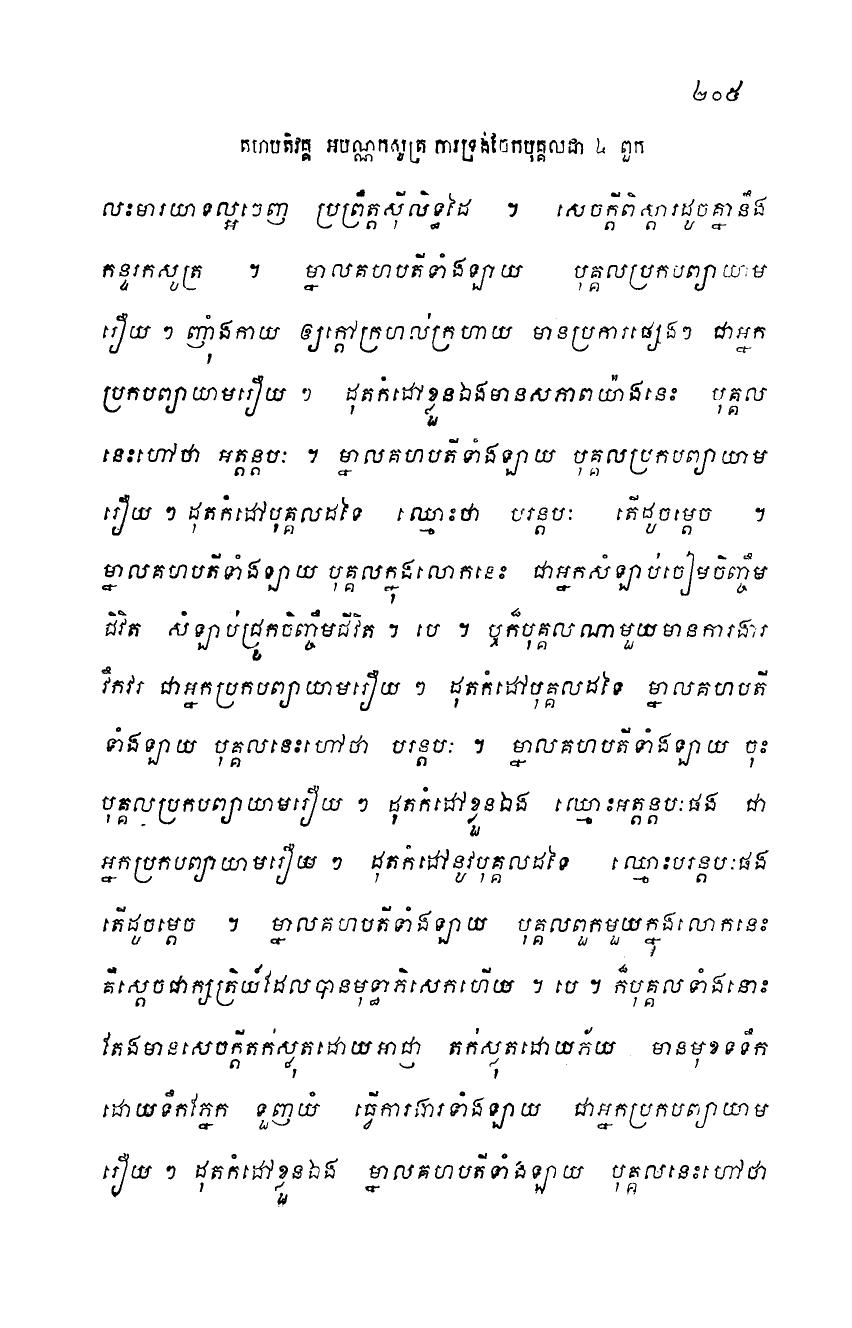 ២០៥
គហបតិវគ្គ អបណ្ណកសូត្រ ការទ្រង់ចែកបុគ្គលជា ៤ ពួក
លះមារយាទល្អចេញ ប្រព្រឹត្តស៊ីលិទ្ធដៃ ។ សេចក្តីពិស្តារដូចគ្នានឹង
កន្ទរកសូត្រ ។ ម្នាលគហបតីទាំងឡាយ បុគ្គលប្រកបព្យាយាម
រឿយ ៗ ញុំាំងកាយ ឲ្យក្តៅក្រហល់ក្រហាយ មានប្រការផ្សេងៗ ជាអ្នក
ប្រកបព្យាយាមរឿយ ៗ ដុតកំដៅខ្លួនឯងមានសភាពយ៉ាងនេះ បុគ្គល
នេះហៅថា អត្តន្តបៈ ។ ម្នាលគហបតីទាំងឡាយ បុគ្គលប្រកបព្យាយាម
រឿយ ៗ ដុតកំដៅបុគ្គលដទៃ ឈ្មោះថា បរន្តបៈ តើដូចម្តេច ។
ម្នាលគហបតីទាំងឡាយ បុគ្គលក្នុងលោកនេះ ជាអ្នកសំឡាប់ចៀមចិញ្ចឹម
ជីវិត សំឡាប់ជ្រូកចិញ្ចឹមជីវិត ។ បេ ។ ឬក៏បុគ្គលណាមួយមានការងារ
វឹកវរ ជាអ្នកប្រកបព្យាយាមរឿយ ៗ ដុតកំដៅបុគ្គលដទៃ ម្នាលគហបតី
ទាំងឡាយ បុគ្គលនេះហៅថា បរន្តបៈ ។ ម្នាលគហបតីទាំងឡាយ ចុះ
បុគ្គលប្រកបព្យាយាមរឿយ ៗ ដុតកំដៅខ្លួនឯង ឈ្មោះអត្តន្តបៈផង ជា
អ្នកប្រកបព្យាយាមរឿយ ៗ ដុតកំដៅនូវបុគ្គលដទៃ ឈ្មោះបរន្តបៈផង
តើដូចម្តេច ។ ម្នាលគហបតីទាំងឡាយ បុគ្គលពួកមួយក្នុងលោកនេះ
គឺស្តេចជាក្សត្រិយ៍ដែលបានមុទ្ធាភិសេកហើយ ។ បេ ។ ក៏បុគ្គលទាំងនោះ
តែងមានសេចក្តីតក់ស្លុតដោយអាជ្ញា តក់ស្លុតដោយភ័យ មានមុខទទឹក
ដោយទឹកភ្នែក ទួញយំ ធ្វើការងារទាំងឡាយ ជាអ្នកប្រកបព្យាយាម
រឿយ ៗ ដុតកំដៅខ្លួនឯង ម្នាលគហបតីទាំងឡាយ បុគ្គលនេះហៅថា